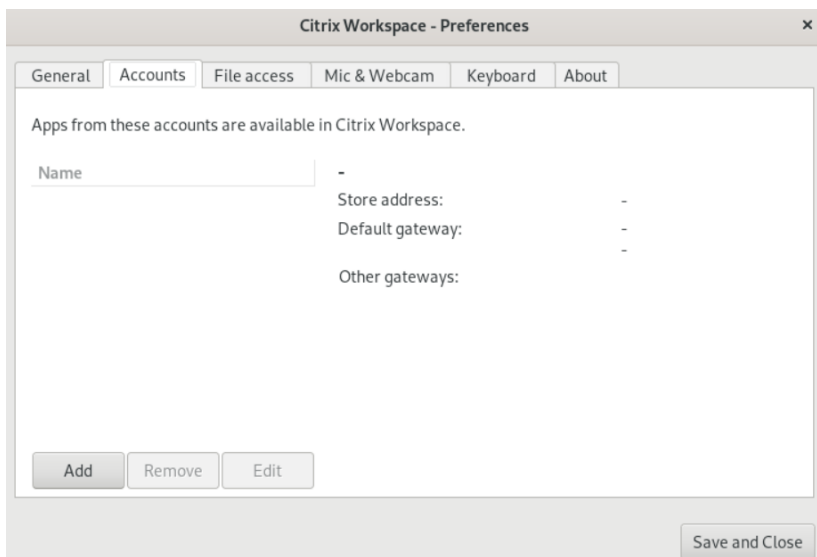 Citrix Workspace - Preferences ×
General Accounts File access Mic & Webcam Keyboard About
Apps from these accounts are available in Citrix Workspace.
Name -
Store address: -
Default gateway: -
-
Other gateways:
Add Remove Edit
Save and Close